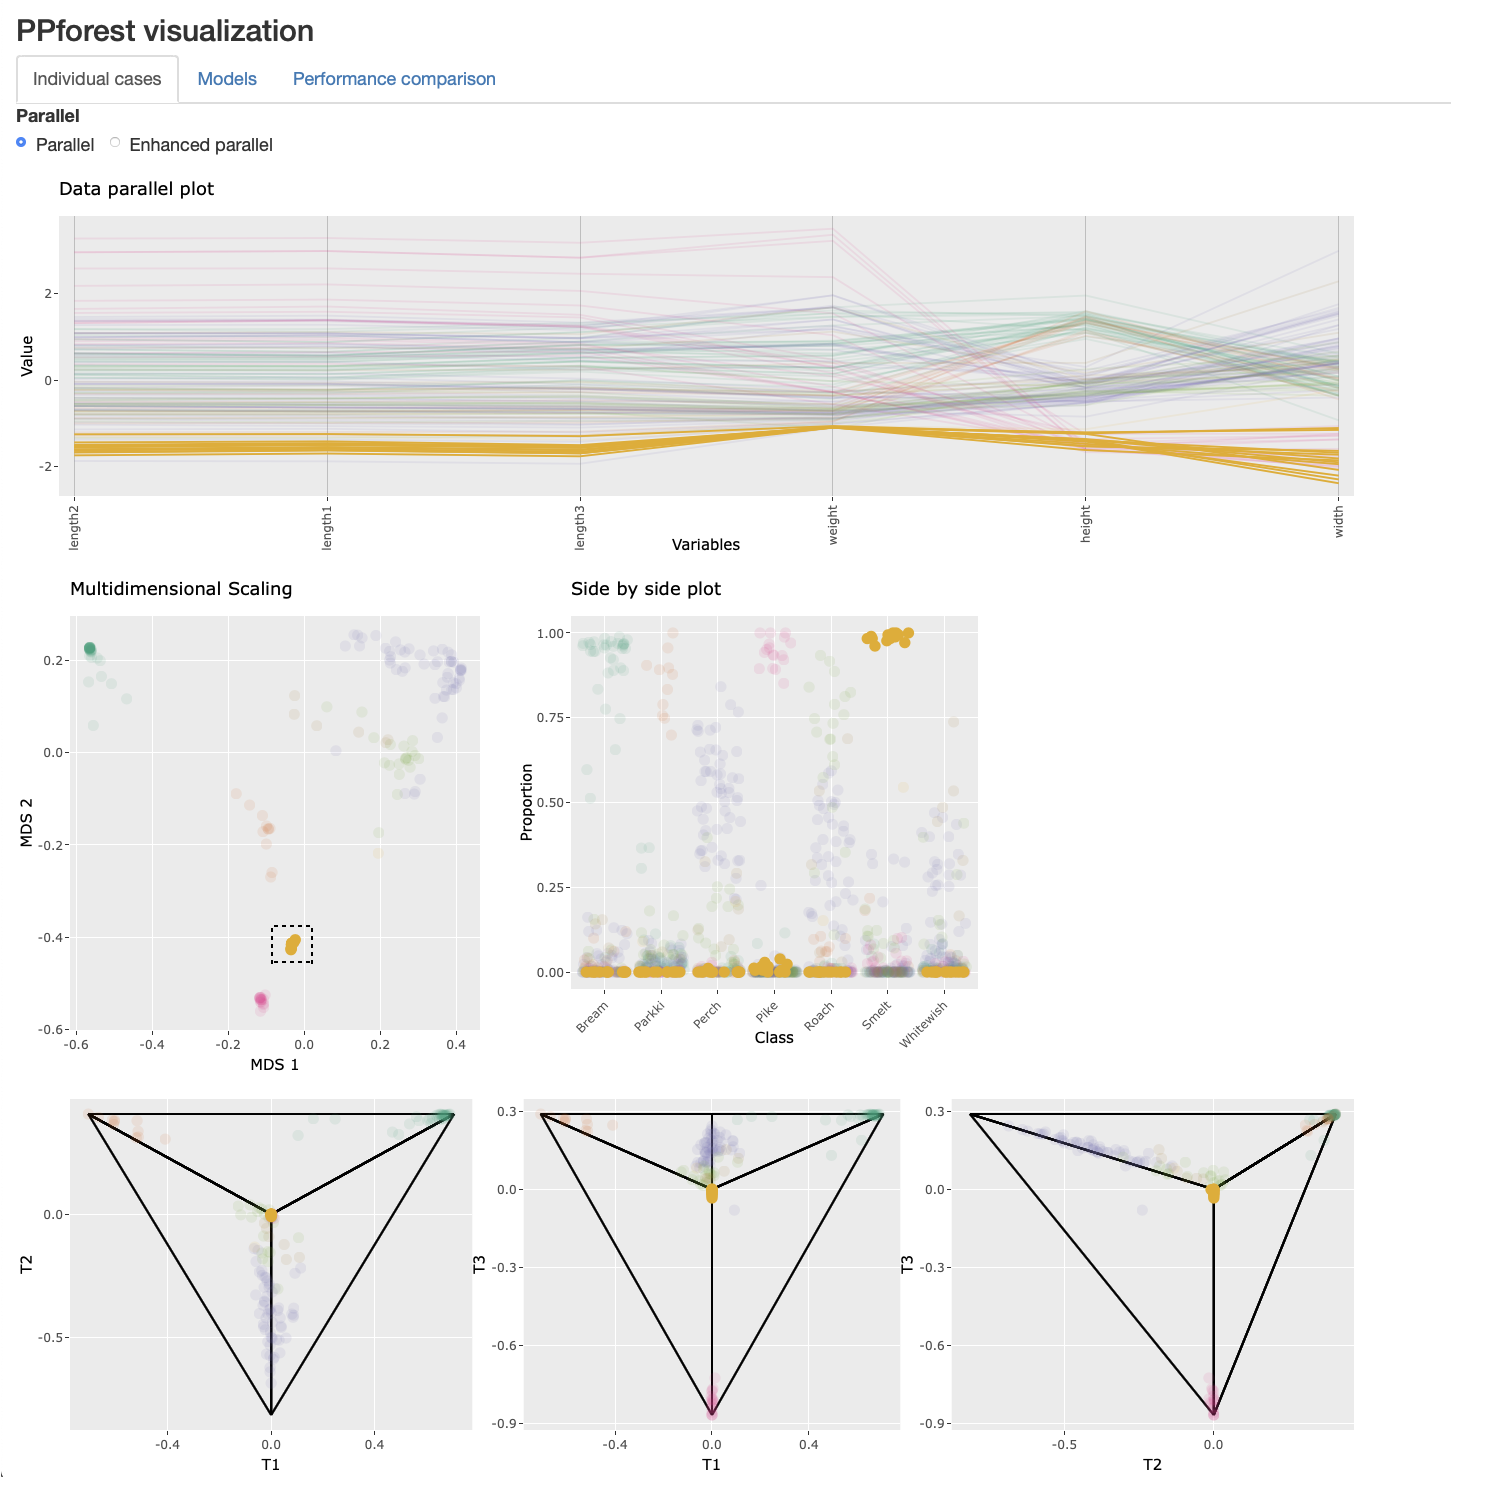 PPforest visualization
Individual cases Models Performance comparison
Parallel
Parallel Enhanced parallel
Data parallel plot
Value
2
0
-2
length2 length1 length3 weight height width
Variables
Multidimensional Scaling
MDS 2
0.2
0.0
-0.2
-0.4
-0.6
-0.6 -0.4 -0.2 0.0 0.2 0.4
MDS 1
Side by side plot
Proportion
1.00
0.75
0.50
0.25
0.00
Bream Parkki Perch Pike Roach Smelt Whitewish
Class
T2
0.0
-0.5
-0.4 0.0 0.4
T1
T3
0.3
0.0
-0.3
-0.6
-0.9
-0.4 0.0 0.4
T1
T3
0.3
0.0
-0.3
-0.6
-0.9
-0.5 0.0
T2